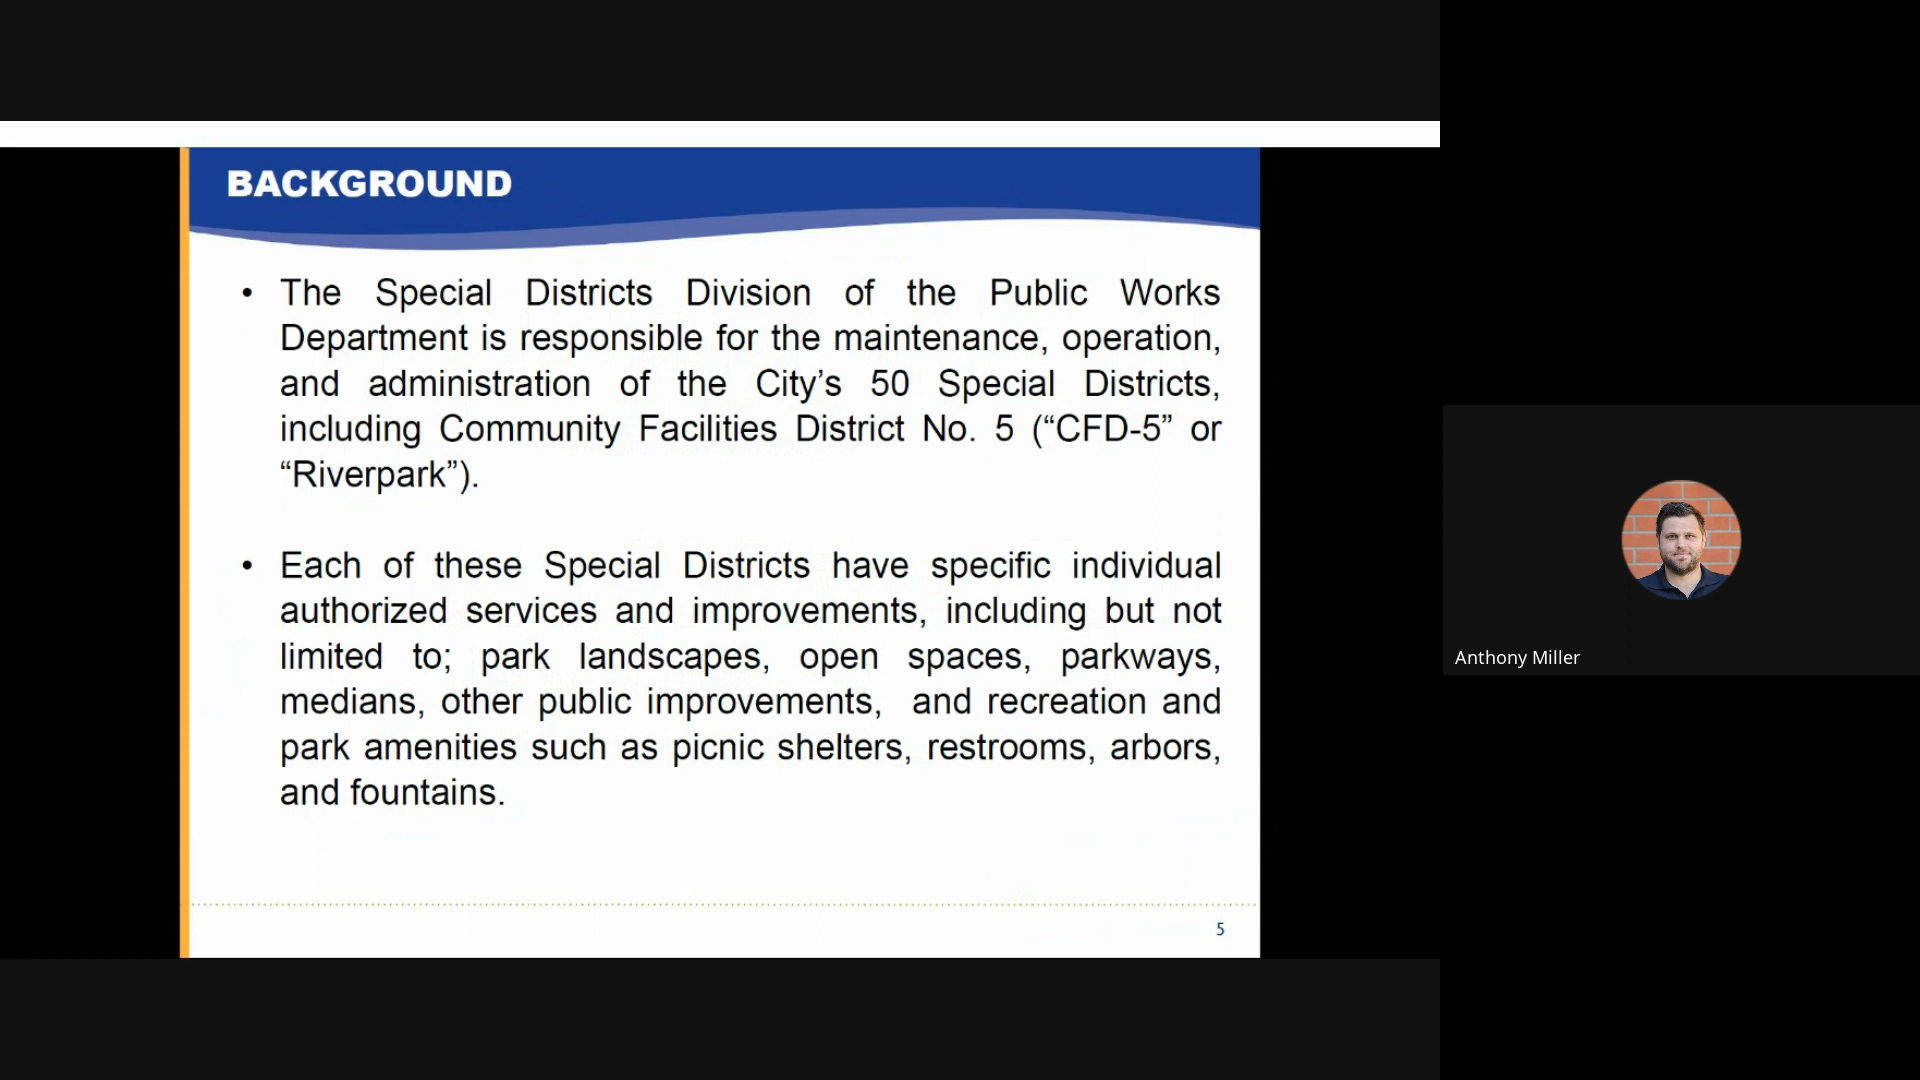 BACKGROUND
• The Special Districts Division of the Public Works
Department is responsible for the maintenance, operation,
and administration of the City’s 50 Special Districts,
including Community Facilities District No. 5 (“CFD-5” or
“Riverpark”).
• Each of these Special Districts have specific individual
authorized services and improvements, including but not
limited to; park landscapes, open spaces, parkways,
medians, other public improvements, and recreation and
park amenities such as picnic shelters, restrooms, arbors,
and fountains.
5
Anthony Miller